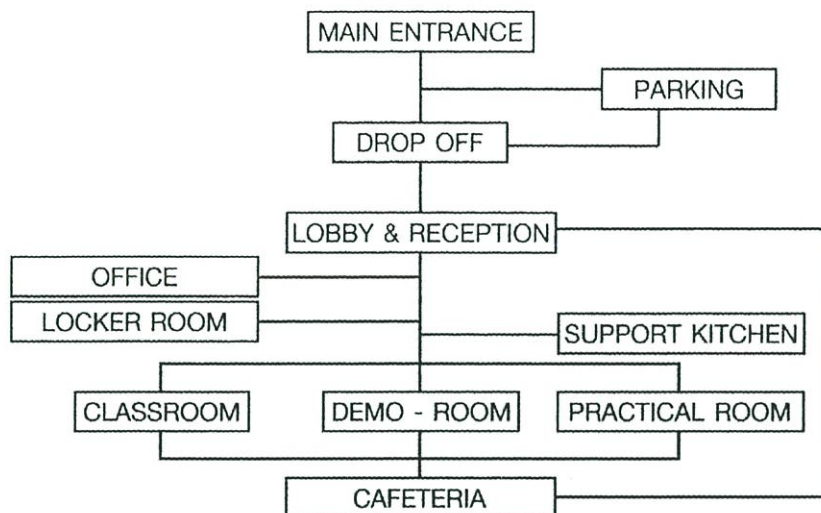 MAIN ENTRANCE
PARKING
DROP OFF
LOBBY & RECEPTION
OFFICE
LOCKER ROOM
SUPPORT KITCHEN
CLASSROOM
DEMO - ROOM
PRACTICAL ROOM
CAFETERIA